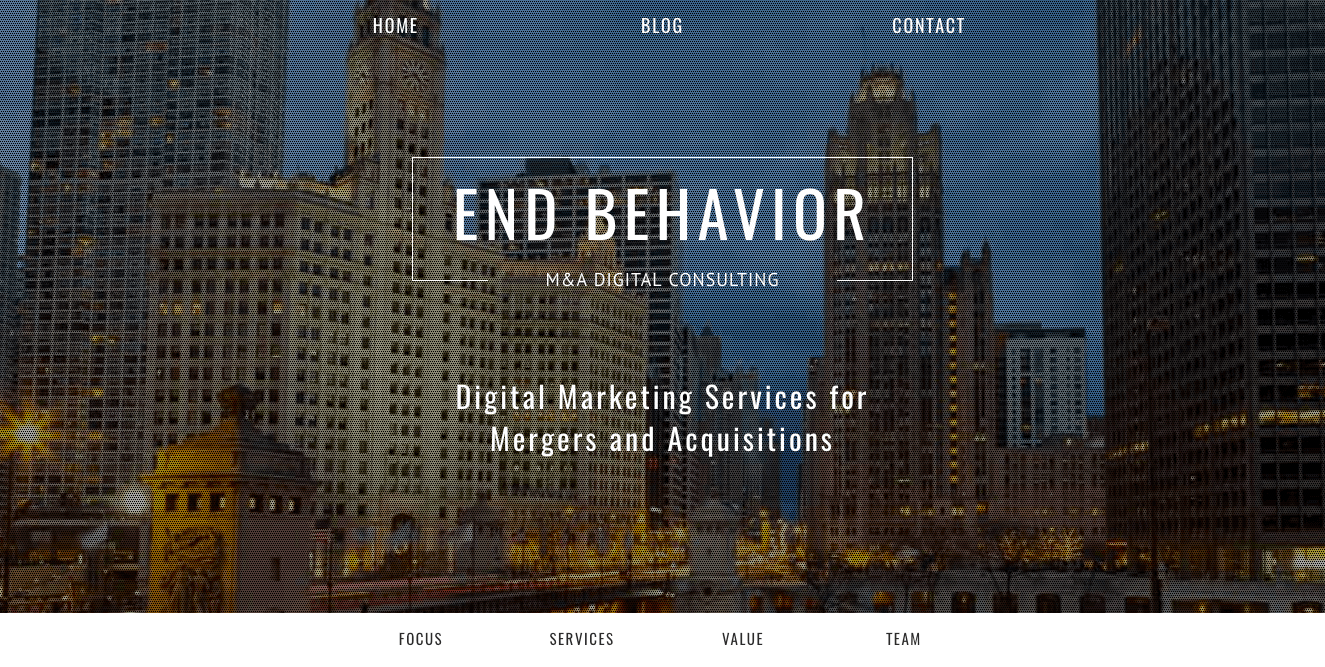 HOME BLOG CONTACT
END BEHAVIOR
M&A DIGITAL CONSULTING
Digital Marketing Services for
Mergers and Acquisitions
FOCUS SERVICES VALUE TEAM